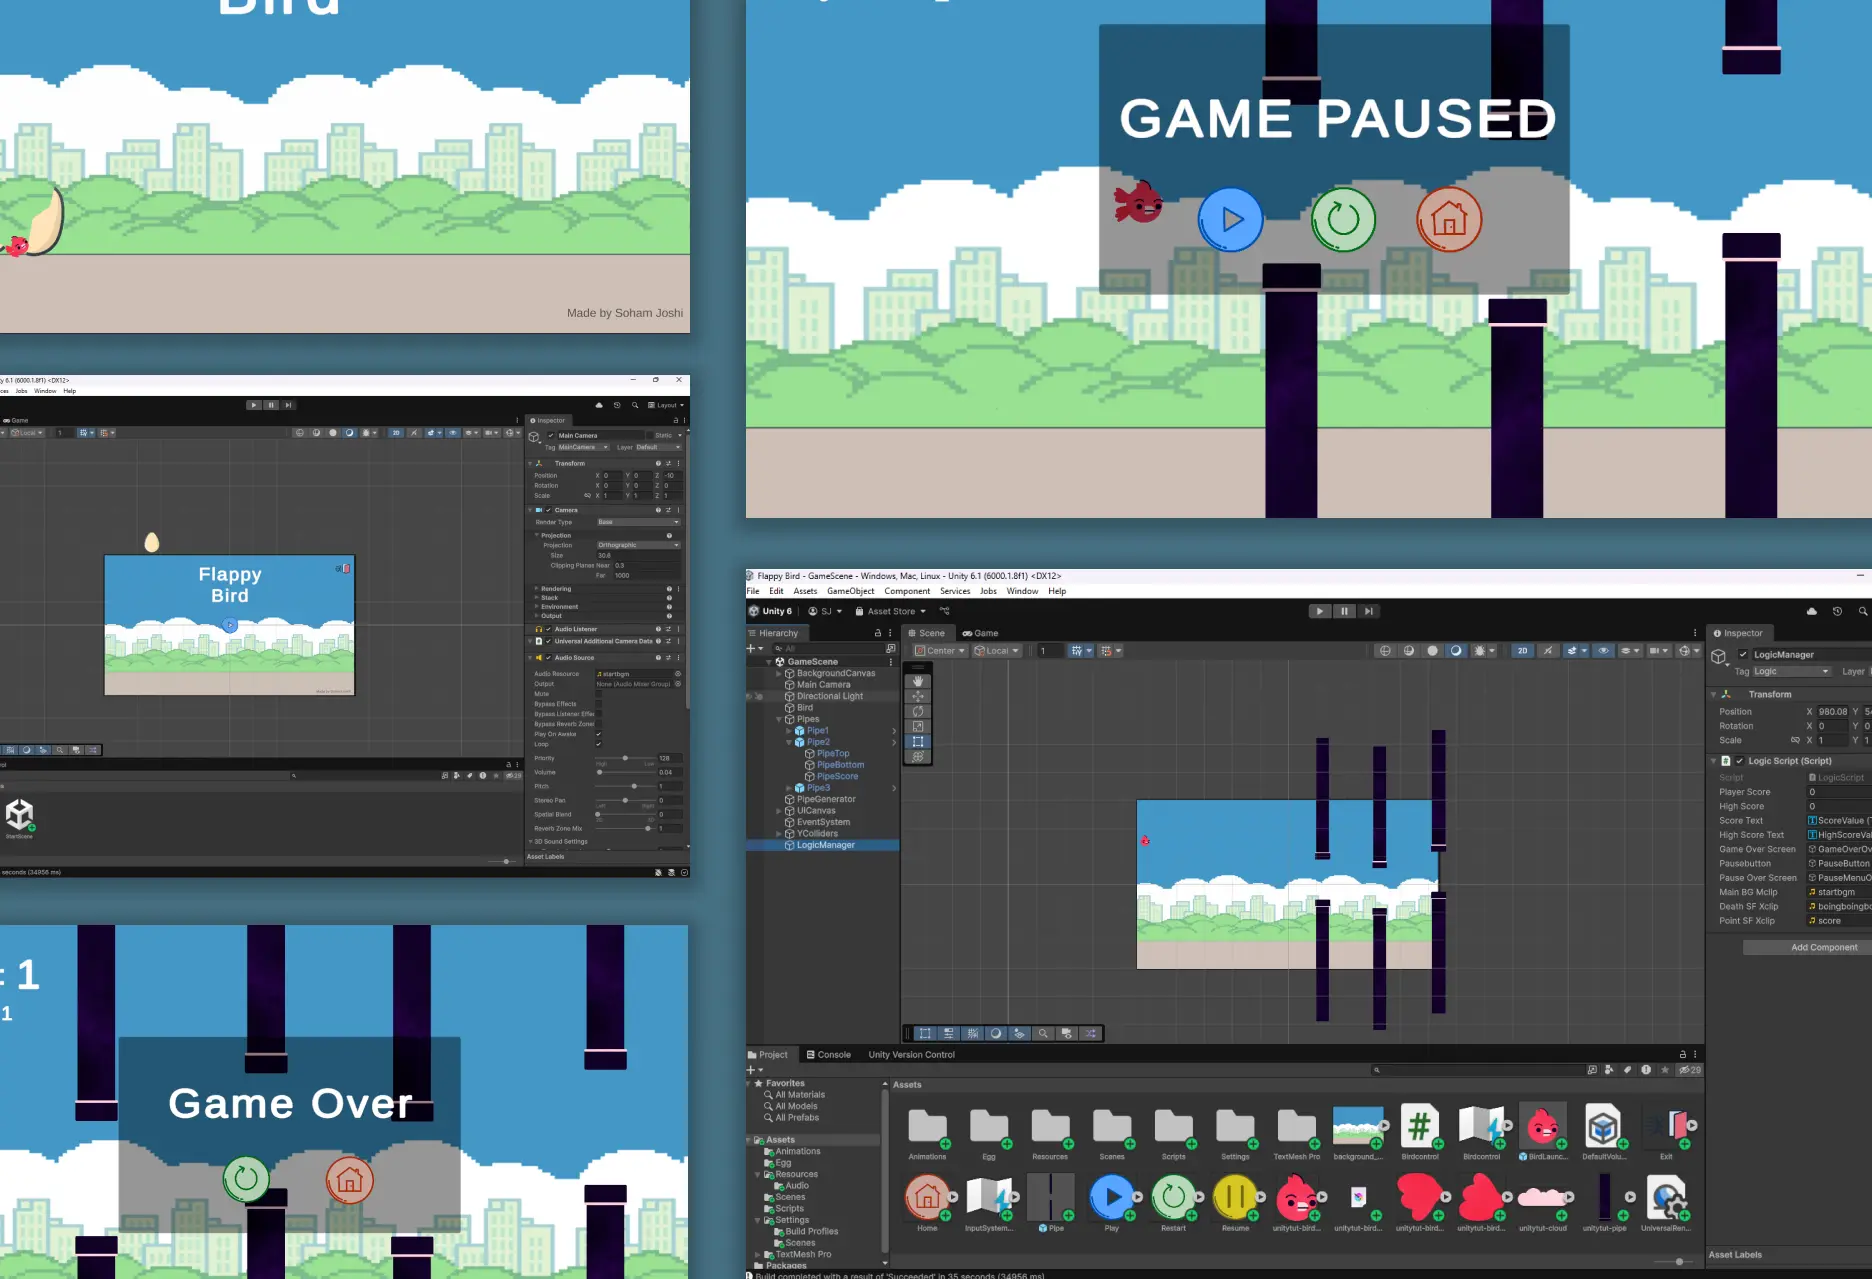 Bird
Made by Soham Joshi
GAME PAUSED
y 6.1 (6000.1.8f1) <DX12>
Jobs Window Help
Layout
Game
Local
1
2D
Inspector
Main Camera
Static
Tag MainCamera Layer Default
Transform
Position X 0 Y 0 Z -10
Rotation X 0 Y 0 Z 0
Scale X 1 Y 1 Z 1
Camera
Render Type Base
Projection
Projection Orthographic
Size 30.6
Clipping Planes Near 0.3
Far 1000
Rendering
Stack
Environment
Output
Audio Listener
Universal Additional Camera Data
Audio Source
Audio Resource startbgm
Output None (Audio Mixer Group)
Mute
Bypass Effects
Bypass Listener Effe
Bypass Reverb Zone
Play On Awake
Loop
Priority 128
High Low
Volume 0.04
Pitch 1
Stereo Pan 0
Left Right
Spatial Blend 0
2D 3D
Reverb Zone Mix 1
3D Sound Settings
Asset Labels
Flappy
Bird
StartScene
29
seconds (34956 ms)
: 1
1
Game Over
Flappy Bird - GameScene - Windows, Mac, Linux - Unity 6.1 (6000.1.8f1) <DX12>
File Edit Assets GameObject Component Services Jobs Window Help
Unity 6 SJ Asset Store
Hierarchy
All
GameScene
BackgroundCanvas
Main Camera
Directional Light
Bird
Pipes
Pipe1
Pipe2
PipeTop
PipeBottom
PipeScore
Pipe3
PipeGenerator
UICanvas
EventSystem
YColliders
LogicManager
Scene Game
Center Local 1 2D
Inspector
LogicManager
Tag Logic Layer
Transform
Position X 980.08 Y 5
Rotation X 0 Y 0
Scale X 1 Y 1
Logic Script (Script)
Script LogicScript
Player Score 0
High Score 0
Score Text ScoreValue (T
High Score Text HighScoreVal
Game Over Screen GameOverOv
Pausebutton PauseButton
Pause Over Screen PauseMenuO
Main BG Mclip startbgm
Death SF Xclip boingboingbo
Point SF Xclip score
Add Component
Asset Labels
Project Console Unity Version Control
29
Favorites
All Materials
All Models
All Prefabs
Assets
Animations
Egg
Resources
Audio
Scenes
Scripts
Settings
Build Profiles
Scenes
TextMesh Pro
Packages
Assets
Animations Egg Resources Scenes Scripts Settings TextMesh Pro background_... Birdcontrol Birdcontrol BirdLaunc... DefaultVolu... Exit
Home InputSystem... Pipe Play Restart Resume unitytut-bird... unitytut-bird... unitytut-bird... unitytut-bird... unitytut-cloud unitytut-pipe UniversalRen...
Build completed with a result of 'Succeeded' in 35 seconds (34956 ms)